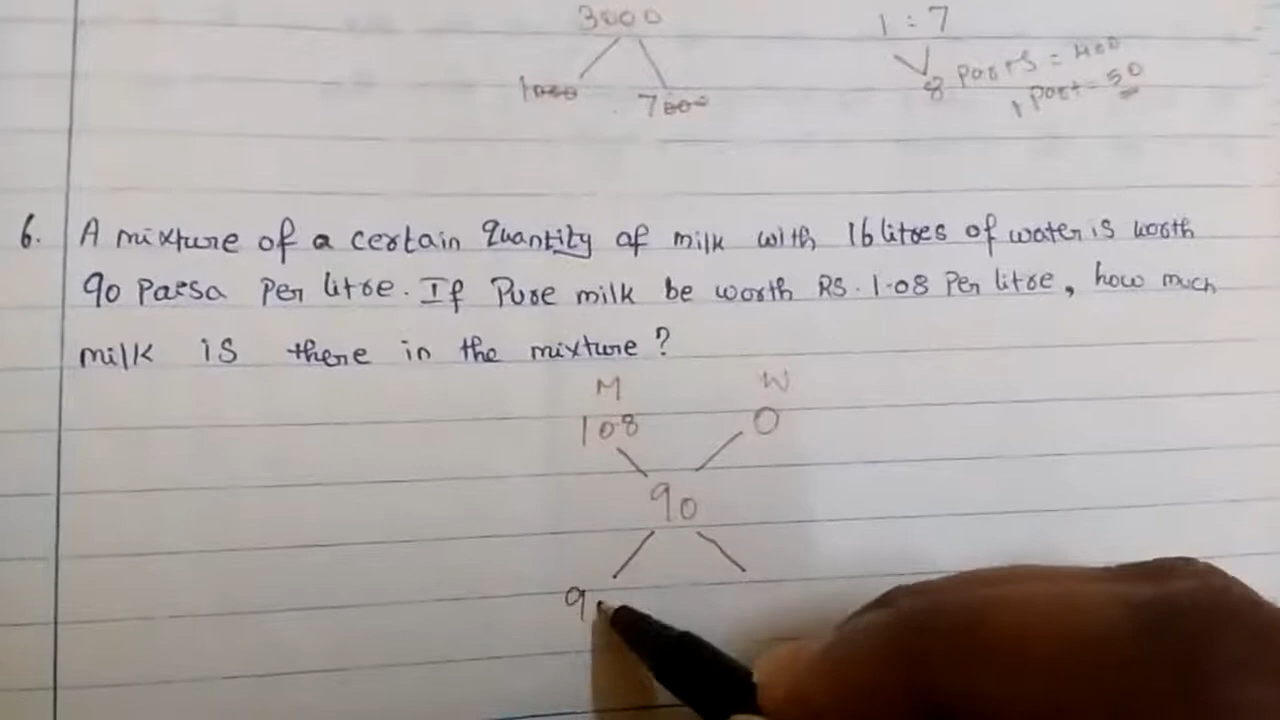 3000 1 : 7
1000 7000 8 parts = 400
1 part = 50
6. A mixture of a certain Quantity of milk with 16 litres of water is worth
90 Paisa Per litre. If Pure milk be worth RS. 1.08 Per litre, how much
milk is there in the mixture?
M W
108 0
90
9